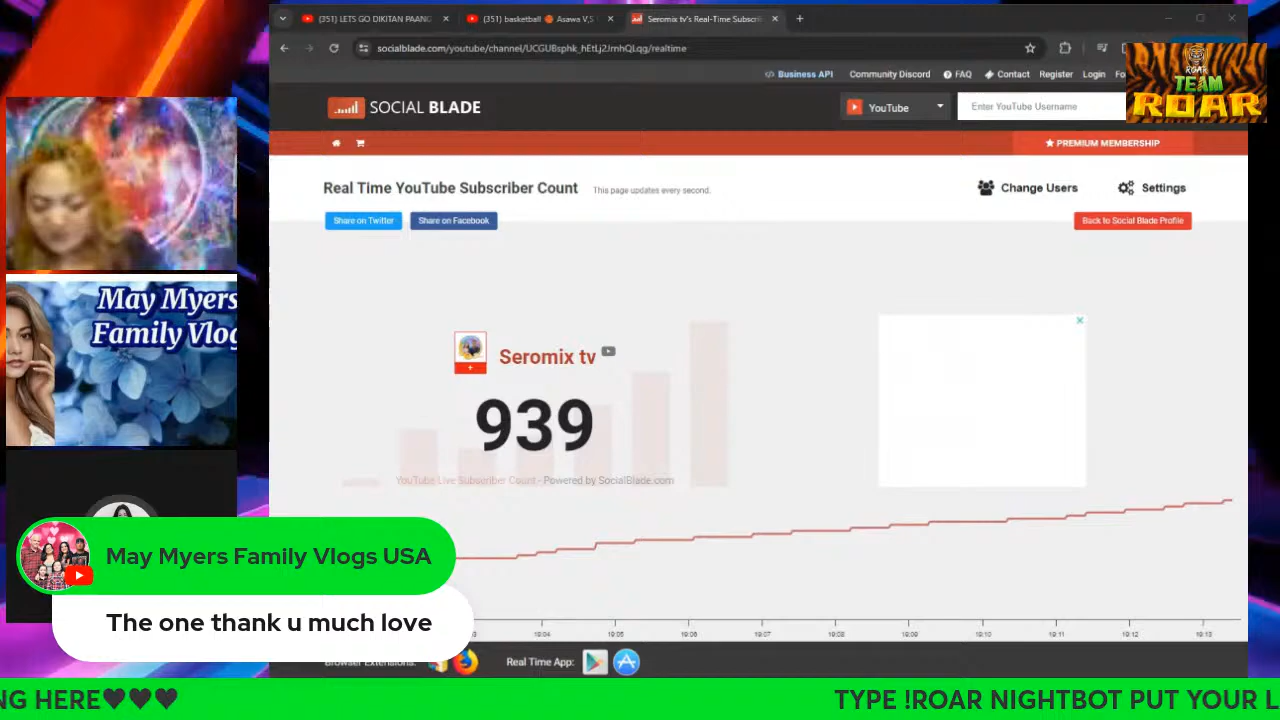 (351) LETS GO DIKITAN PAANG
(351) basketball 🏀 Asawa V,S
Seromix tv's Real-Time Subscri
socialblade.com/youtube/channel/UCGUBsphk_hEtLj2JmhQLqg/realtime
Business API
Community Discord
FAQ
Contact
Register
Login
ROAR
TEAM
ROAR
SOCIAL BLADE
YouTube
Enter YouTube Username
PREMIUM MEMBERSHIP
Real Time YouTube Subscriber Count
This page updates every second.
Change Users
Settings
Share on Twitter
Share on Facebook
Back to Social Blade Profile
May Myers
Family Vlog
Seromix tv
939
YouTube Live Subscriber Count - Powered by SocialBlade.com
May Myers Family Vlogs USA
The one thank u much love
19:04
19:05
19:06
19:07
19:08
19:09
19:10
19:11
19:12
19:13
Browser Extensions:
Real Time App:
NG HERE♥♥♥
TYPE !ROAR NIGHTBOT PUT YOUR L